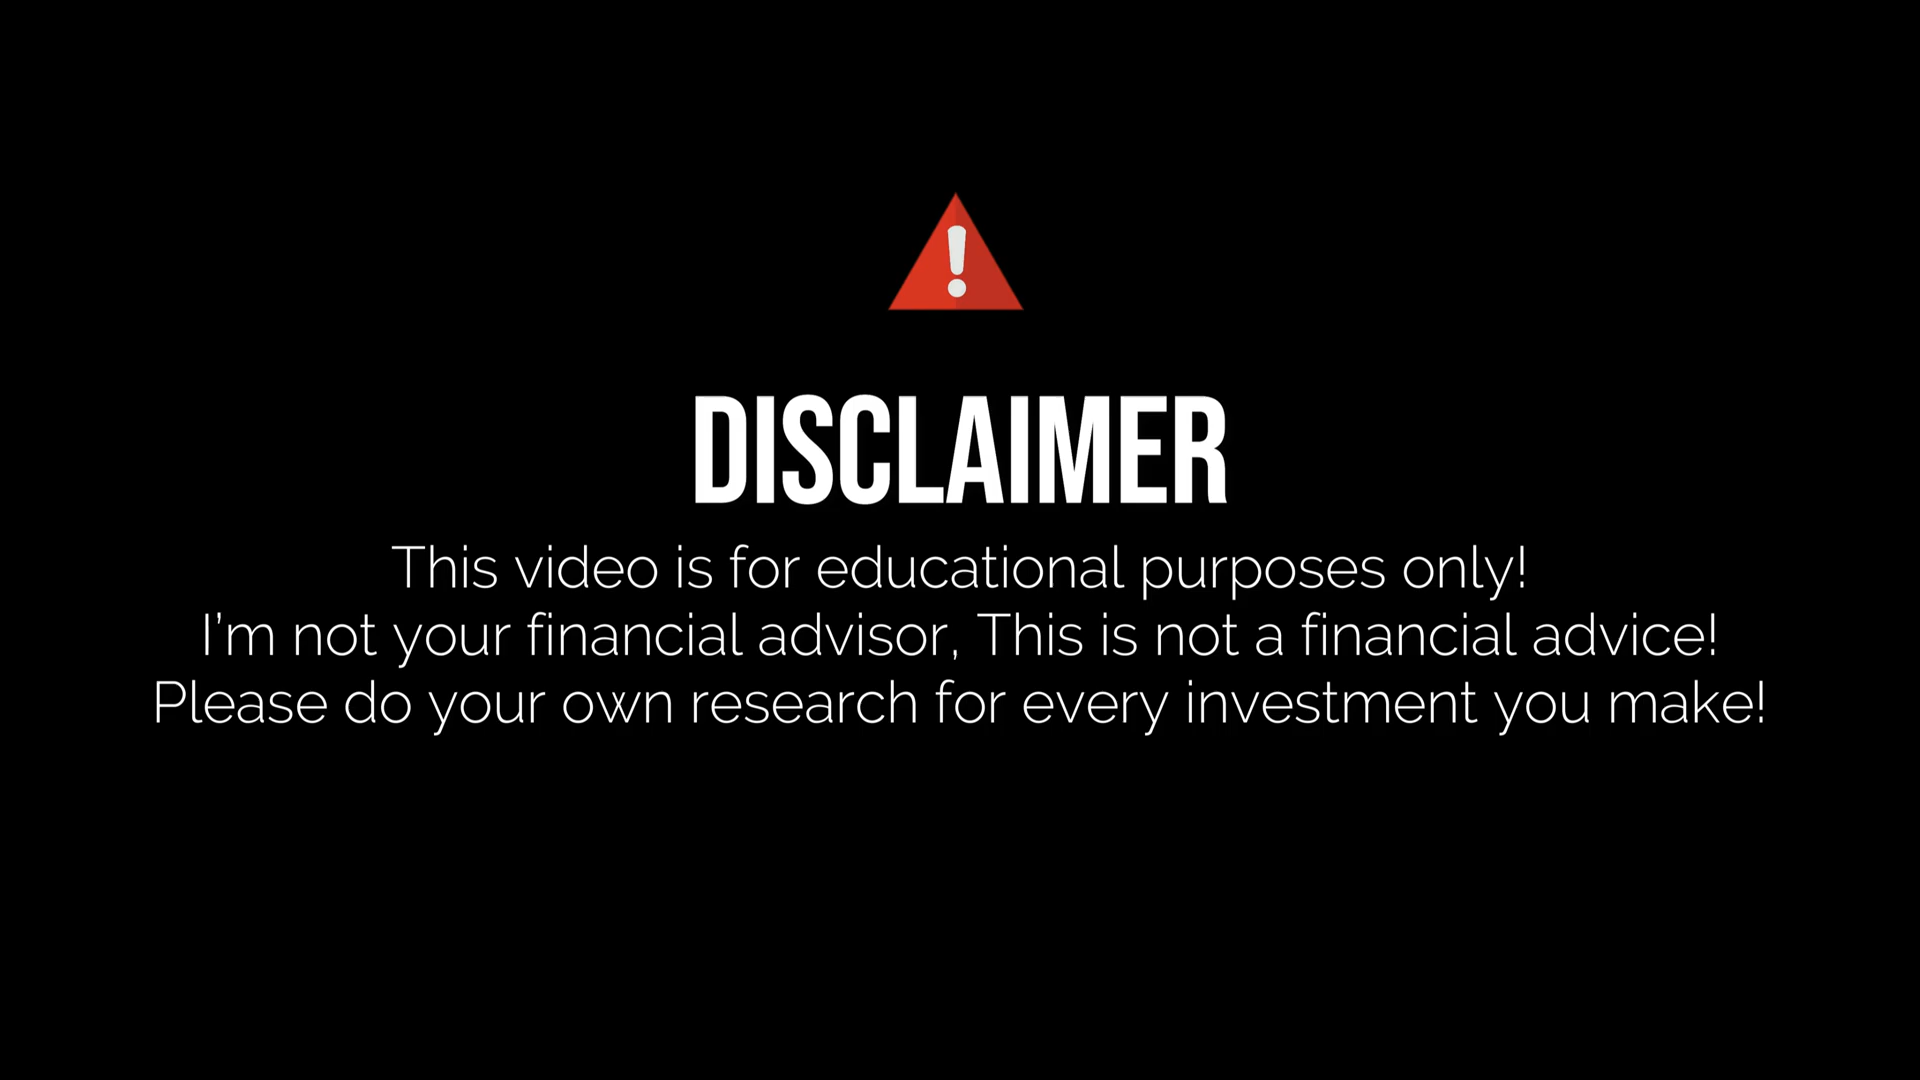 DISCLAIMER
This video is for educational purposes only!
I'm not your financial advisor, This is not a financial advice!
Please do your own research for every investment you make!